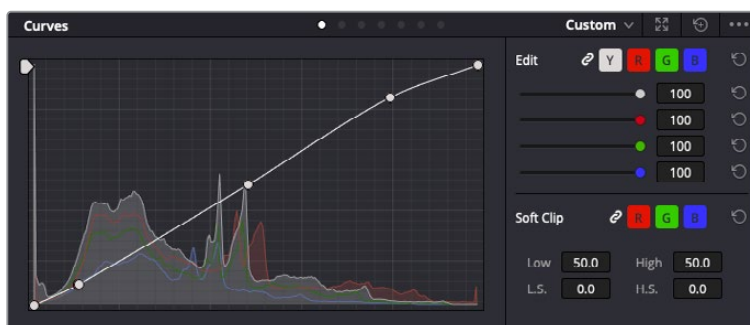 Curves Custom
Edit Y R G B
100
100
100
100
Soft Clip R G B
Low 50.0 High 50.0
L.S. 0.0 H.S. 0.0